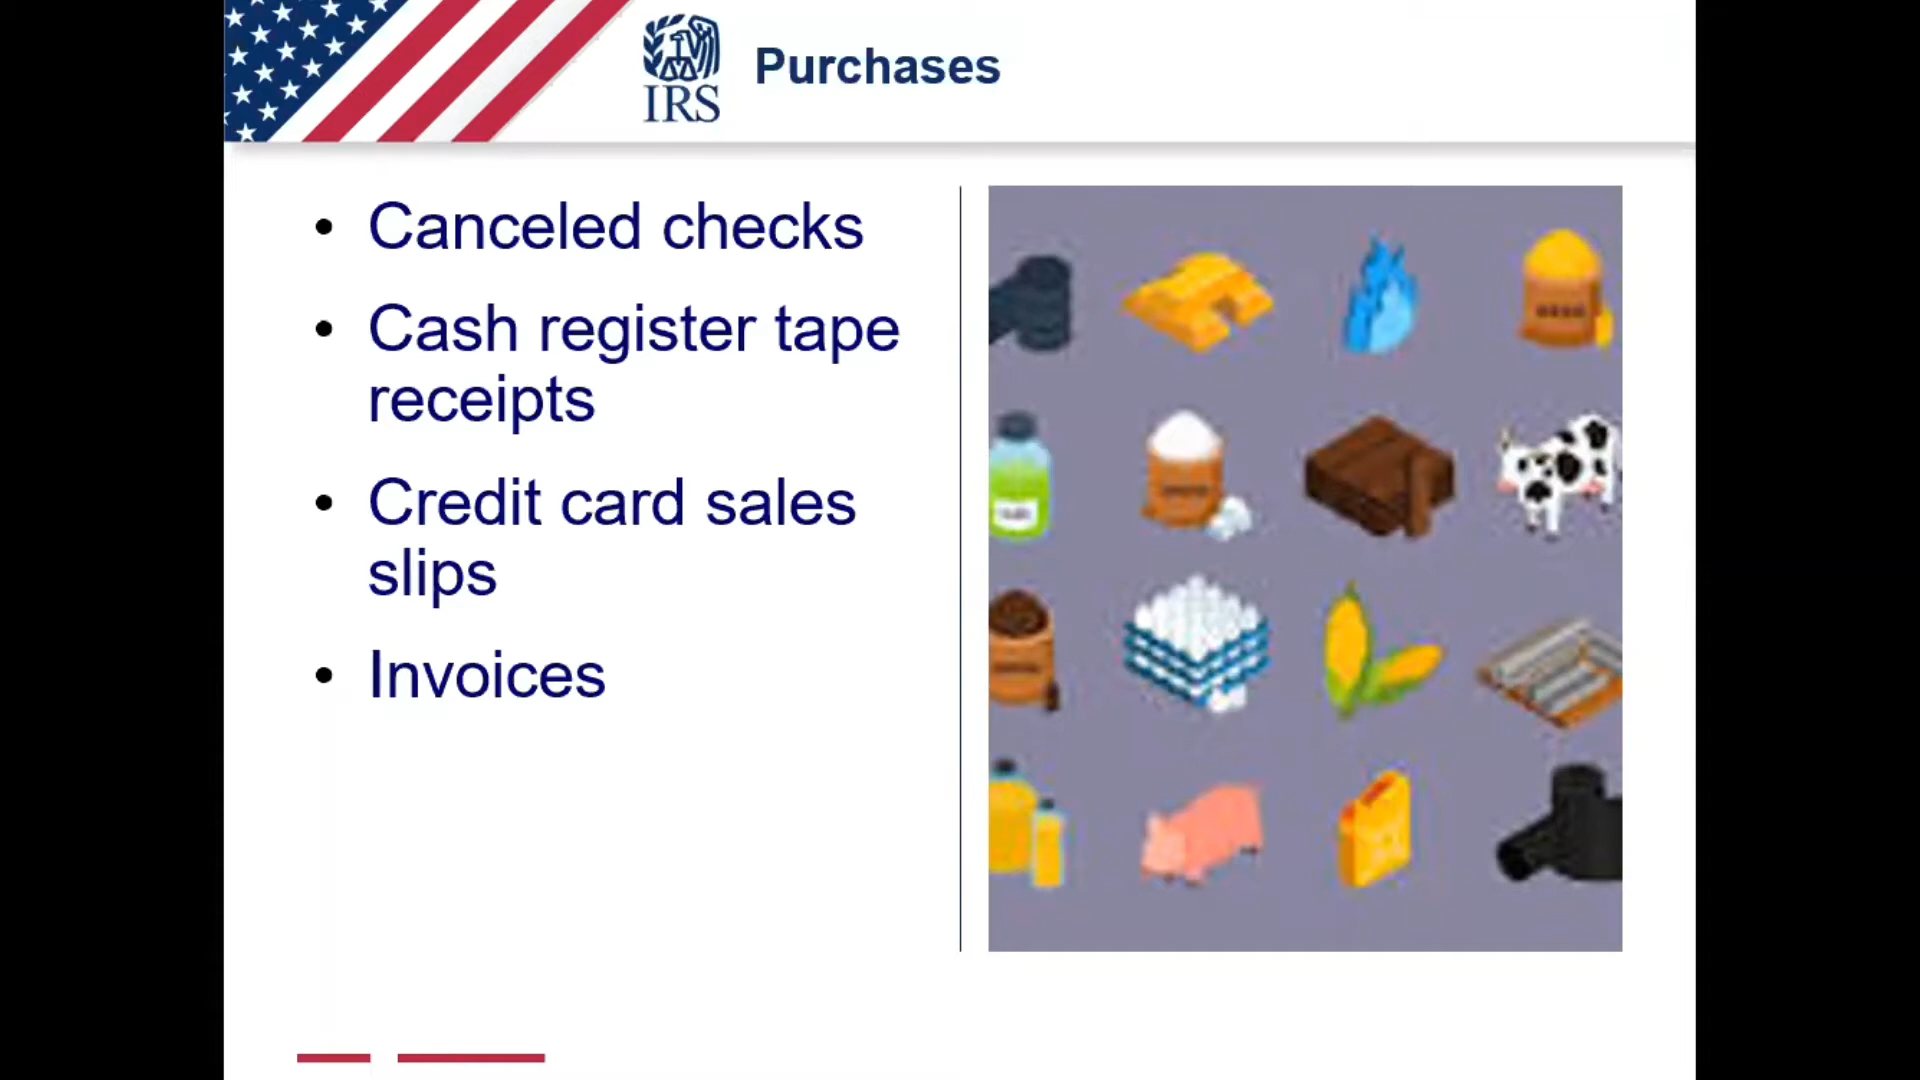 IRS
Purchases
• Canceled checks
• Cash register tape
receipts
• Credit card sales
slips
• Invoices